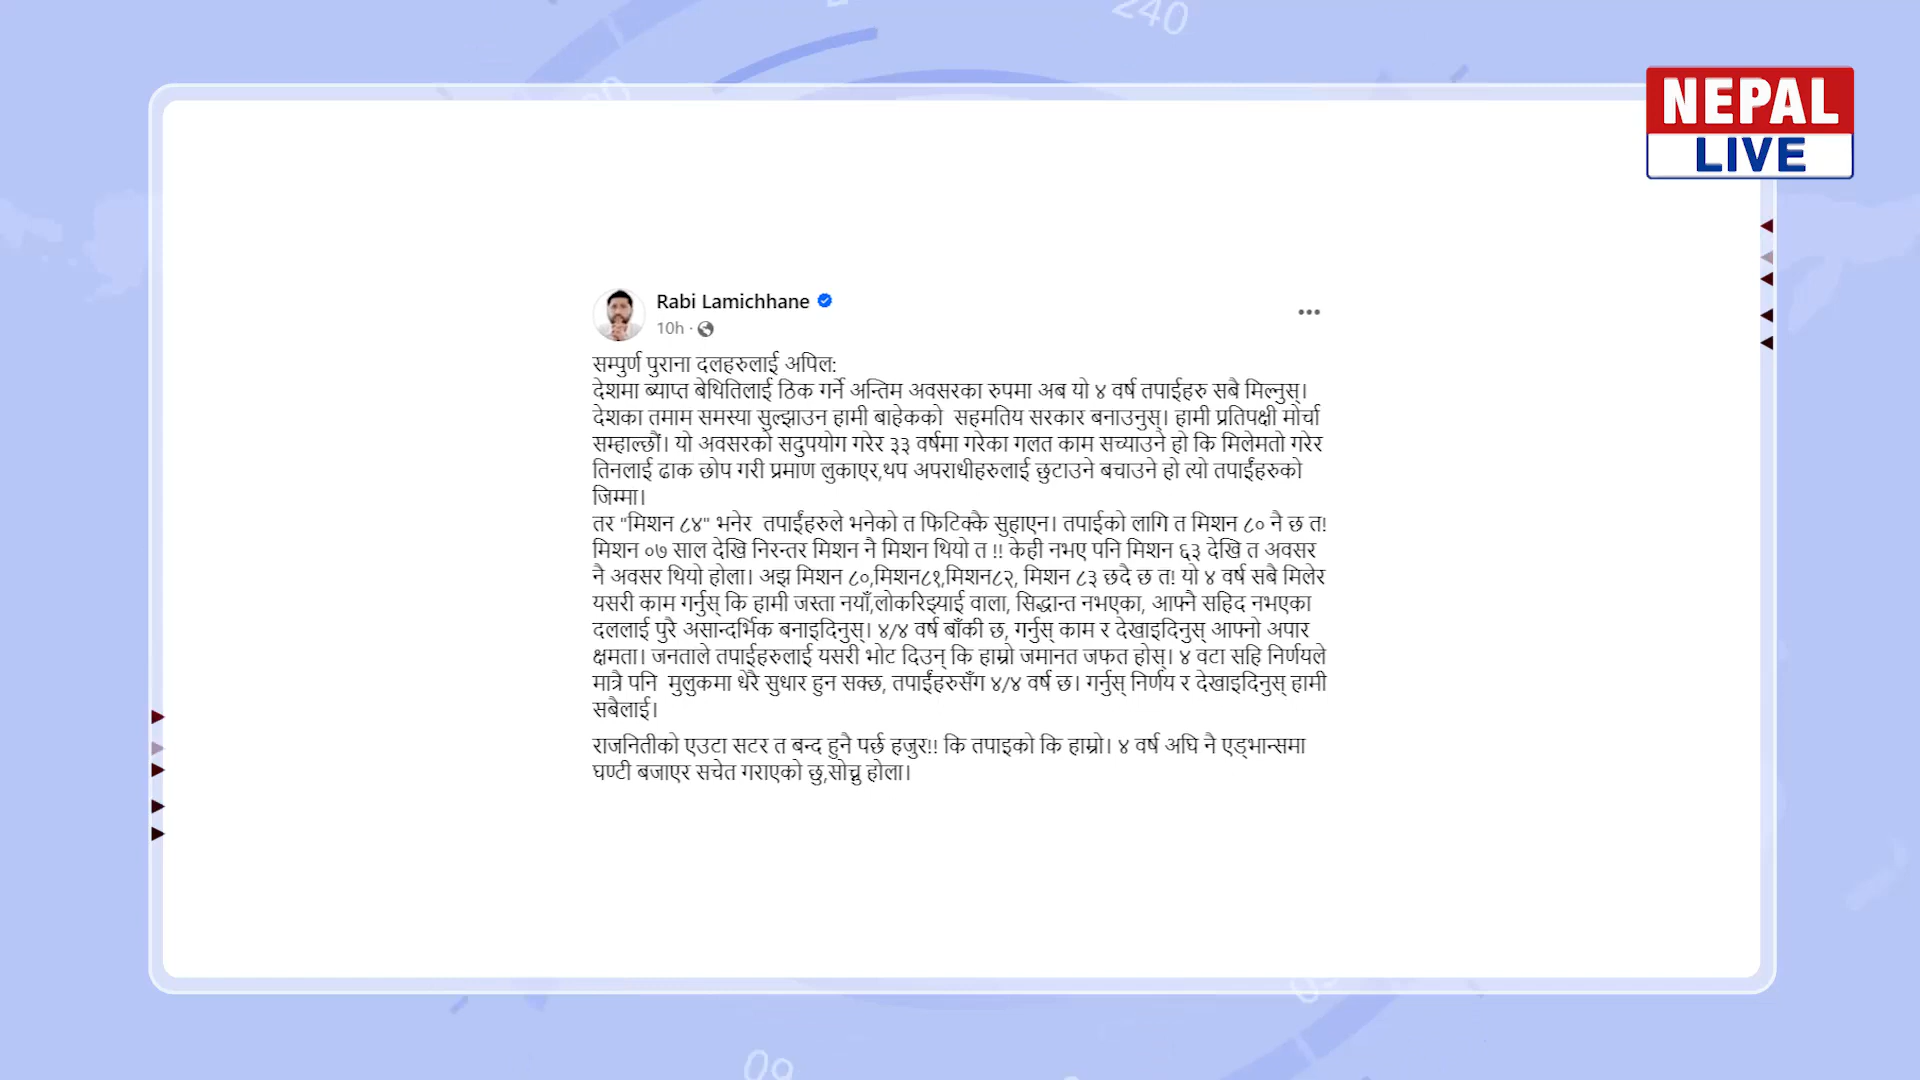 240
NEPAL
LIVE
Rabi Lamichhane
10h ·
सम्पुर्ण पुराना दलहरुलाई अपिल:
देशमा ब्याप्त बेथितिलाई ठिक गर्ने अन्तिम अवसरका रुपमा अब यो ४ वर्ष तपाईहरु सबै मिल्नुस्।
देशका तमाम समस्या सुल्झाउन हामी बाहेकको सहमतिय सरकार बनाउनुस्। हामी प्रतिपक्षी मोर्चा
सम्हाल्छौं। यो अवसरको सदुपयोग गरेर ३३ वर्षमा गरेका गलत काम सच्याउने हो कि मिलेमतो गरेर
तिनलाई ढाक छोप गरी प्रमाण लुकाएर,थप अपराधीहरुलाई छुटाउने बचाउने हो त्यो तपाईंहरुको
जिम्मा।
तर "मिशन ८४" भनेर तपाईंहरुले भनेको त फिटिक्कै सुहाएन। तपाईको लागि त मिशन ८० नै छ त!
मिशन ०७ साल देखि निरन्तर मिशन नै मिशन थियो त !! केही नभए पनि मिशन ६३ देखि त अवसर
नै अवसर थियो होला। अझ मिशन ८०,मिशन८१,मिशन८२, मिशन ८३ छदै छ त! यो ४ वर्ष सबै मिलेर
यसरी काम गर्नुस् कि हामी जस्ता नयाँ,लोकरिझ्याई वाला, सिद्धान्त नभएका, आफ्नै सहिद नभएका
दललाई पुरै असान्दर्भिक बनाइदिनुस्। ४/४ वर्ष बाँकी छ, गर्नुस् काम र देखाइदिनुस् आफ्नो अपार
क्षमता। जनताले तपाईहरुलाई यसरी भोट दिउन् कि हाम्रो जमानत जफत होस्। ४ वटा सहि निर्णयले
मात्रै पनि मुलुकमा धेरै सुधार हुन सक्छ, तपाईंहरुसँग ४/४ वर्ष छ। गर्नुस् निर्णय र देखाइदिनुस् हामी
सबैलाई।
राजनितीको एउटा सटर त बन्द हुनै पर्छ हजुर!! कि तपाइको कि हाम्रो। ४ वर्ष अघि नै एड्भान्समा
घण्टी बजाएर सचेत गराएको छु,सोच्नु होला।
09